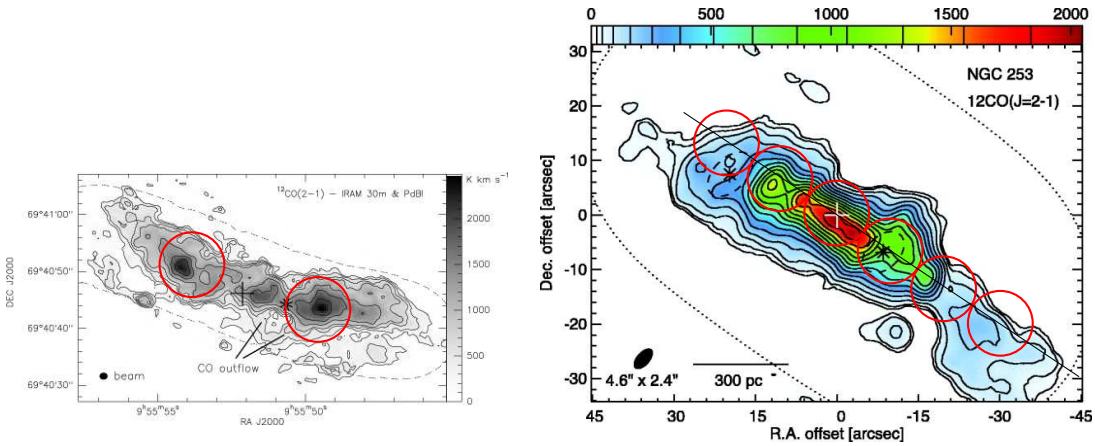 ¹²CO(2−1) − IRAM 30m & PdBI
K km s⁻¹
2000
1500
1000
500
0
69°41'00"
69°40'50"
69°40'40"
69°40'30"
DEC J2000
CO outflow
beam
9ʰ55ᵐ55ˢ
9ʰ55ᵐ50ˢ
RA J2000
0 500 1000 1500 2000
NGC 253
12CO(J=2-1)
30
20
10
0
-10
-20
-30
Dec. offset [arcsec]
4.6" x 2.4"
300 pc
45 30 15 0 -15 -30 -45
R.A. offset [arcsec]